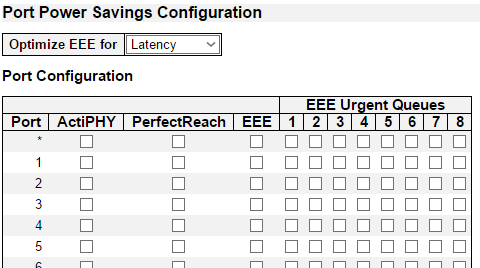 Port Power Savings Configuration
Optimize EEE for Latency
Port Configuration
EEE Urgent Queues
Port ActiPHY PerfectReach EEE 1 2 3 4 5 6 7 8
*
1
2
3
4
5
6